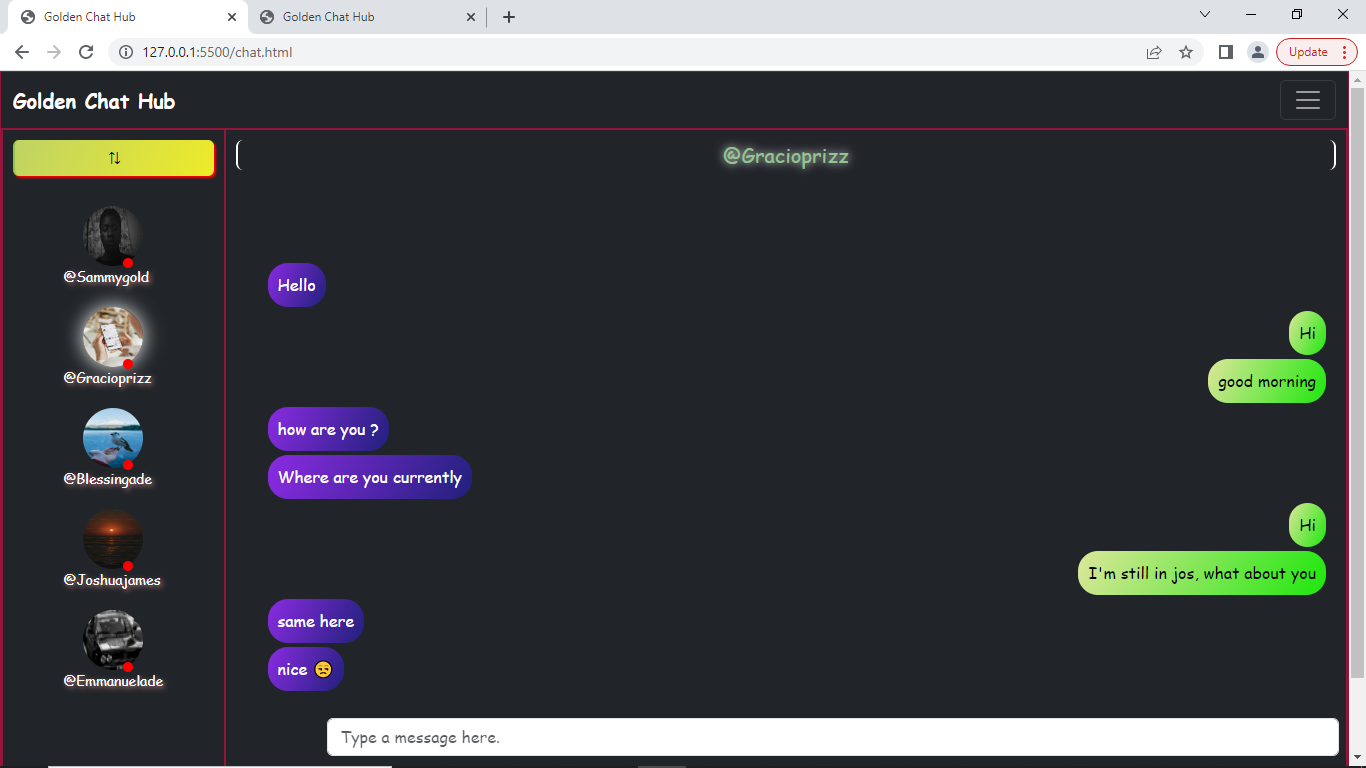 Golden Chat Hub
Golden Chat Hub
127.0.0.1:5500/chat.html
Update
Golden Chat Hub
@Gracioprizz
@Sammygold
@Gracioprizz
@Blessingade
@Joshuajames
@Emmanuelade
Hello
Hi
good morning
how are you ?
Where are you currently
Hi
I'm still in jos, what about you
same here
nice 😒
Type a message here.